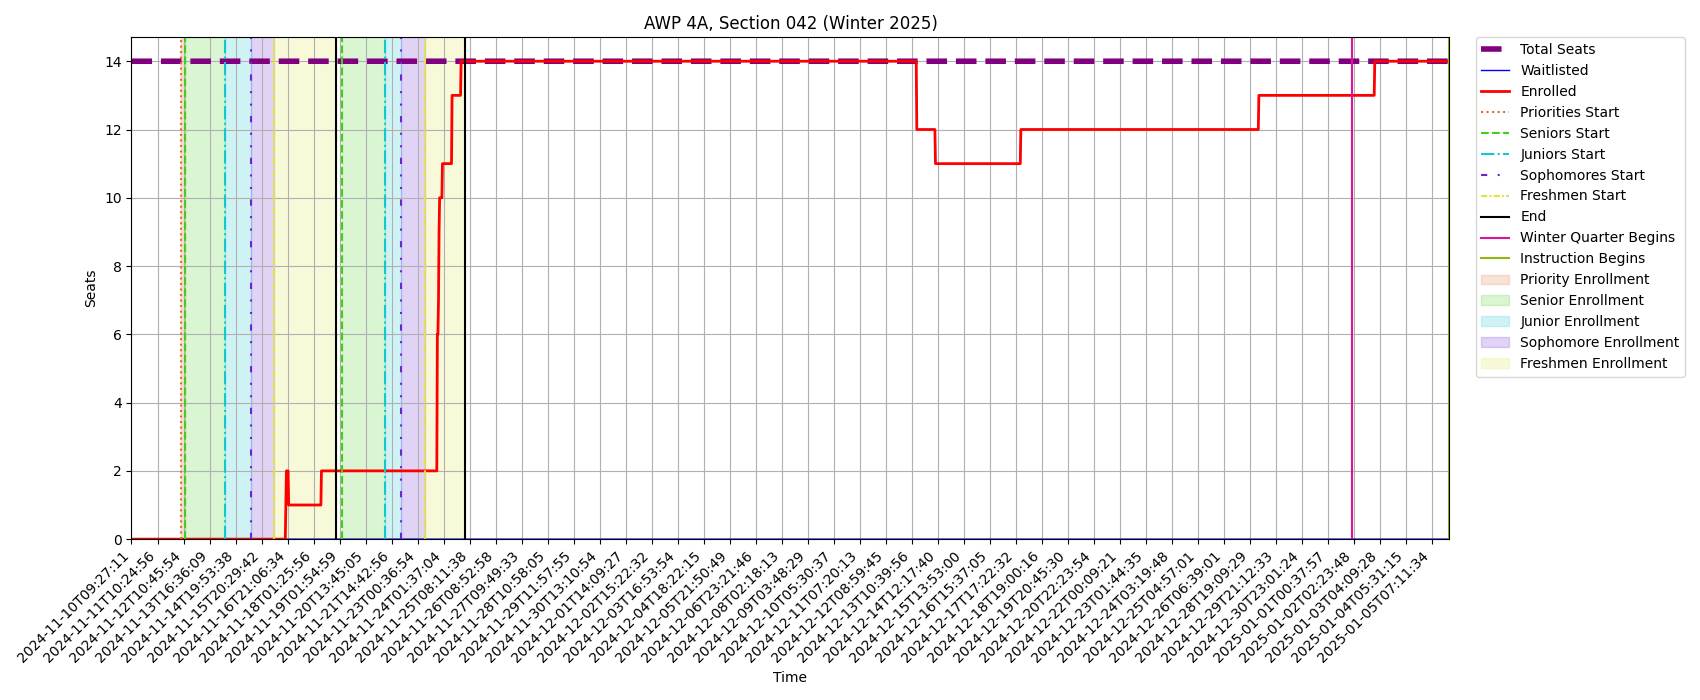 AWP 4A, Section 042 (Winter 2025)
14
12
10
8
6
4
2
0
Seats
2024-11-10T09:27:11
2024-11-11T10:24:56
2024-11-12T10:45:54
2024-11-13T16:36:09
2024-11-14T19:53:38
2024-11-15T20:29:42
2024-11-16T21:06:34
2024-11-18T01:25:56
2024-11-19T01:54:59
2024-11-20T13:45:05
2024-11-21T14:42:56
2024-11-23T00:36:54
2024-11-24T01:37:04
2024-11-25T08:11:38
2024-11-26T08:52:58
2024-11-27T09:49:33
2024-11-28T10:58:05
2024-11-29T11:57:55
2024-11-30T13:10:54
2024-12-01T14:09:27
2024-12-02T15:22:32
2024-12-03T16:53:54
2024-12-04T18:22:15
2024-12-05T21:50:49
2024-12-06T23:21:46
2024-12-08T02:18:13
2024-12-09T03:48:29
2024-12-10T05:30:37
2024-12-11T07:20:13
2024-12-12T08:59:45
2024-12-13T10:39:56
2024-12-14T12:17:40
2024-12-15T13:53:00
2024-12-16T15:37:05
2024-12-17T17:22:32
2024-12-18T19:00:16
2024-12-19T20:45:30
2024-12-20T22:23:54
2024-12-22T00:09:21
2024-12-23T01:44:35
2024-12-24T03:19:48
2024-12-25T04:57:01
2024-12-26T06:39:01
2024-12-28T19:09:29
2024-12-29T21:12:33
2024-12-30T23:01:24
2025-01-01T00:37:57
2025-01-02T02:23:48
2025-01-03T04:09:28
2025-01-04T05:31:15
2025-01-05T07:11:34
Time
Total Seats
Waitlisted
Enrolled
Priorities Start
Seniors Start
Juniors Start
Sophomores Start
Freshmen Start
End
Winter Quarter Begins
Instruction Begins
Priority Enrollment
Senior Enrollment
Junior Enrollment
Sophomore Enrollment
Freshmen Enrollment